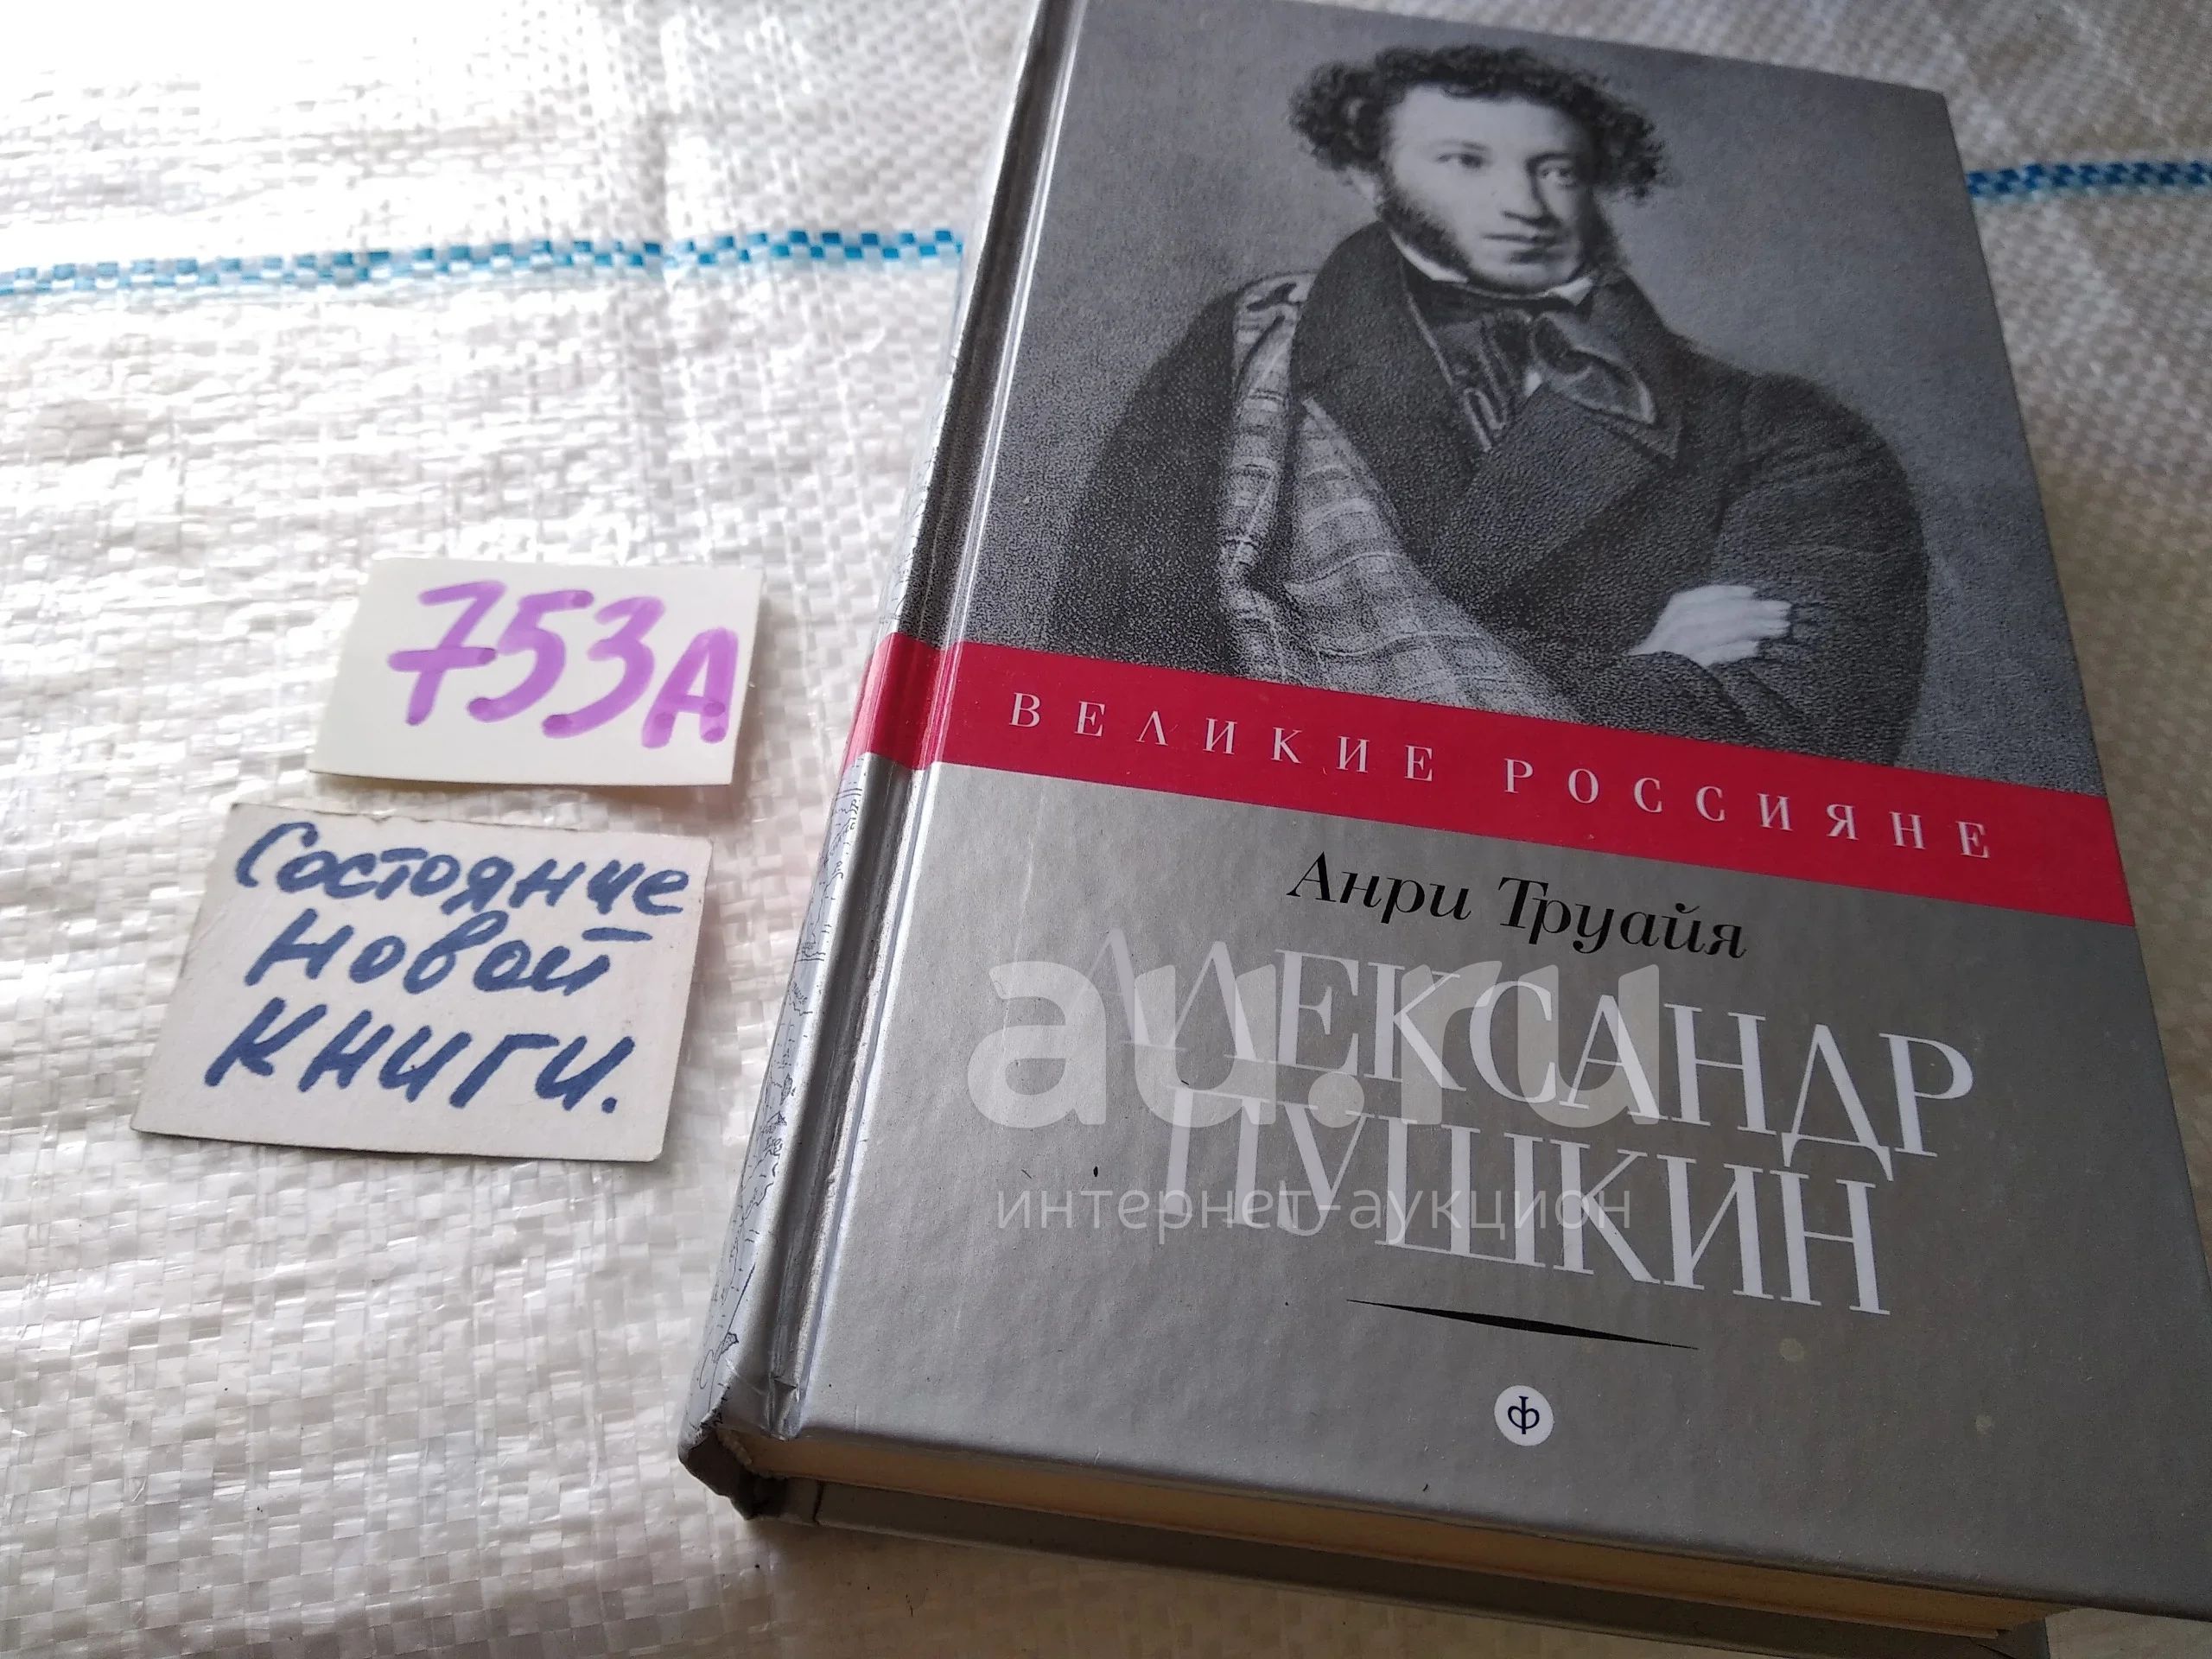 753А
Состояние
новой
книги.
ВЕЛИКИЕ РОССИЯНЕ
Анри Труайя
АЛЕКСАНДР
ПУШКИН
au.ru
интернет-аукцион
Ф